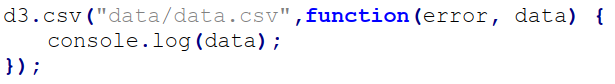 d3.csv("data/data.csv",function(error, data) {
    console.log(data);
});